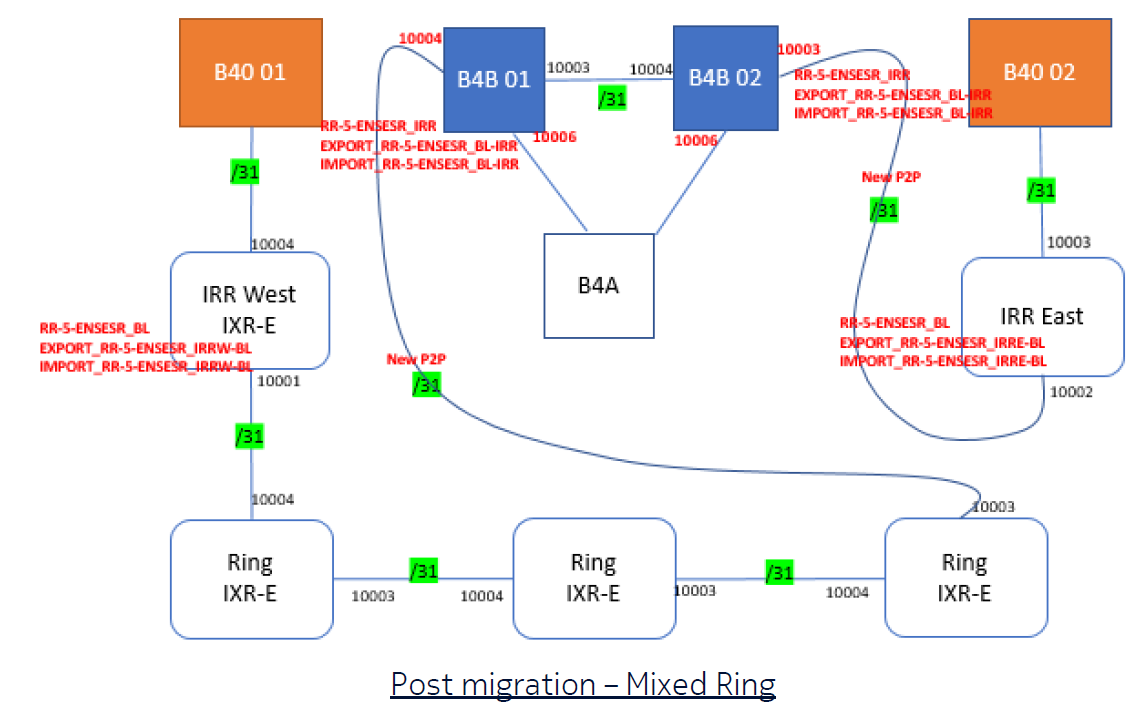 B40 01
10004
B4B 01
10003
/31
10004
B4B 02
10003
B40 02
RR-5-ENSESR_IRR
EXPORT_RR-5-ENSESR_BL-IRR
IMPORT_RR-5-ENSESR_BL-IRR
RR-5-ENSESR_IRR
EXPORT_RR-5-ENSESR_BL-IRR
IMPORT_RR-5-ENSESR_BL-IRR
10006
10006
/31
New P2P
/31
/31
10004
10003
B4A
IRR West
IXR-E
IRR East
RR-5-ENSESR_BL
EXPORT_RR-5-ENSESR_IRRW-BL
IMPORT_RR-5-ENSESR_IRRW-BL
RR-5-ENSESR_BL
EXPORT_RR-5-ENSESR_IRRE-BL
IMPORT_RR-5-ENSESR_IRRE-BL
10001
New P2P
/31
10002
/31
10004
10003
Ring
IXR-E
10003
/31
10004
Ring
IXR-E
10003
/31
10004
Ring
IXR-E
Post migration – Mixed Ring